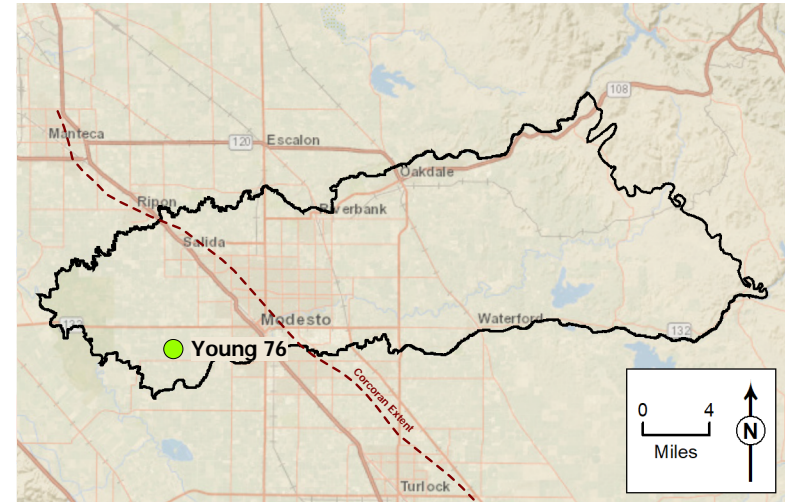 108
Manteca
120
Escalon
Oakdale
Ripon
Riverbank
Salida
132
Modesto
Waterford
132
Young 76
Corcoran Extent
Turlock
0 4
Miles
N